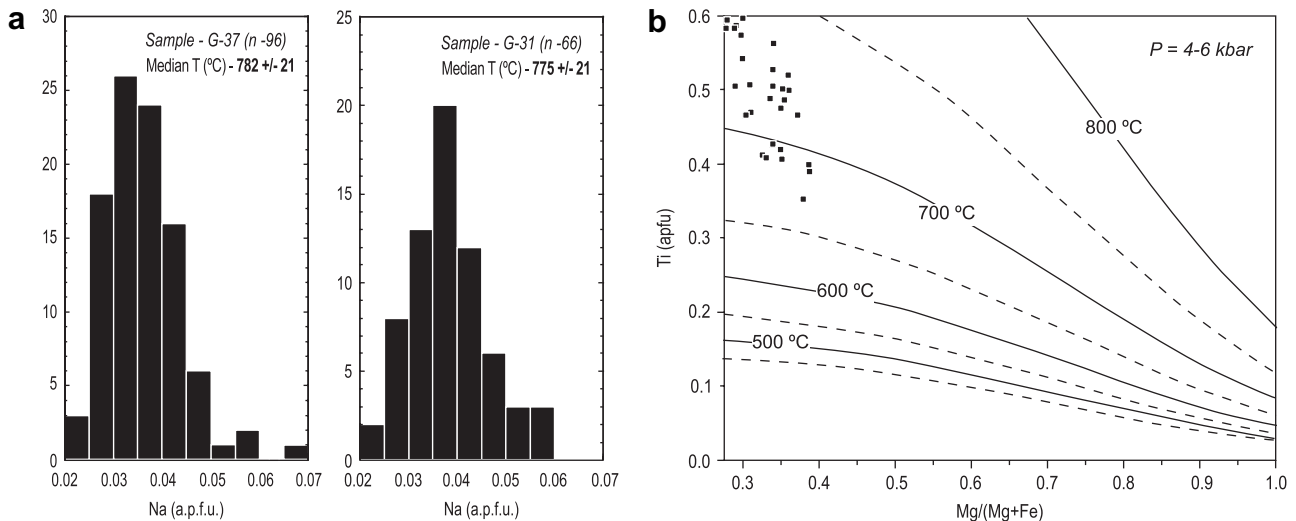 a
Sample - G-37 (n -96)
Median T (ºC) - 782 +/- 21
30
25
20
15
10
5
0
0.02 0.03 0.04 0.05 0.06 0.07
Na (a.p.f.u.)
Sample - G-31 (n -66)
Median T (ºC) - 775 +/- 21
25
20
15
10
5
0
0.02 0.03 0.04 0.05 0.06 0.07
Na (a.p.f.u.)
b
P = 4-6 kbar
800 ºC
700 ºC
600 ºC
500 ºC
Ti (apfu)
0.6
0.5
0.4
0.3
0.2
0.1
0.0
0.3 0.4 0.5 0.6 0.7 0.8 0.9 1.0
Mg/(Mg+Fe)